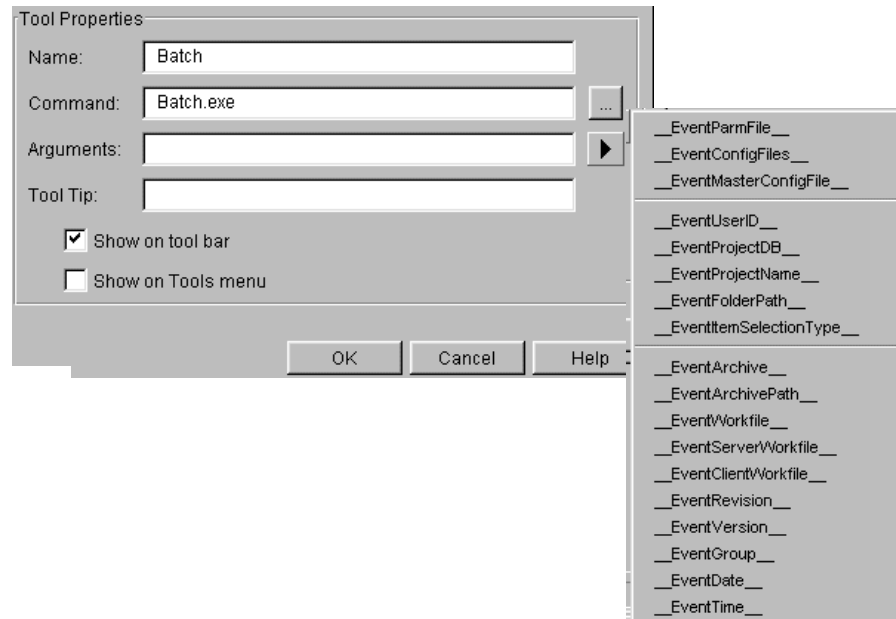 Tool Properties
Name: Batch
Command: Batch.exe ...
Arguments:
Tool Tip:
Show on tool bar
Show on Tools menu
OK Cancel Help
__EventParmFile__
__EventConfigFiles__
__EventMasterConfigFile__
__EventUserID__
__EventProjectDB__
__EventProjectName__
__EventFolderPath__
__EventItemSelectionType__
__EventArchive__
__EventArchivePath__
__EventWorkfile__
__EventServerWorkfile__
__EventClientWorkfile__
__EventRevision__
__EventVersion__
__EventGroup__
__EventDate__
__EventTime__